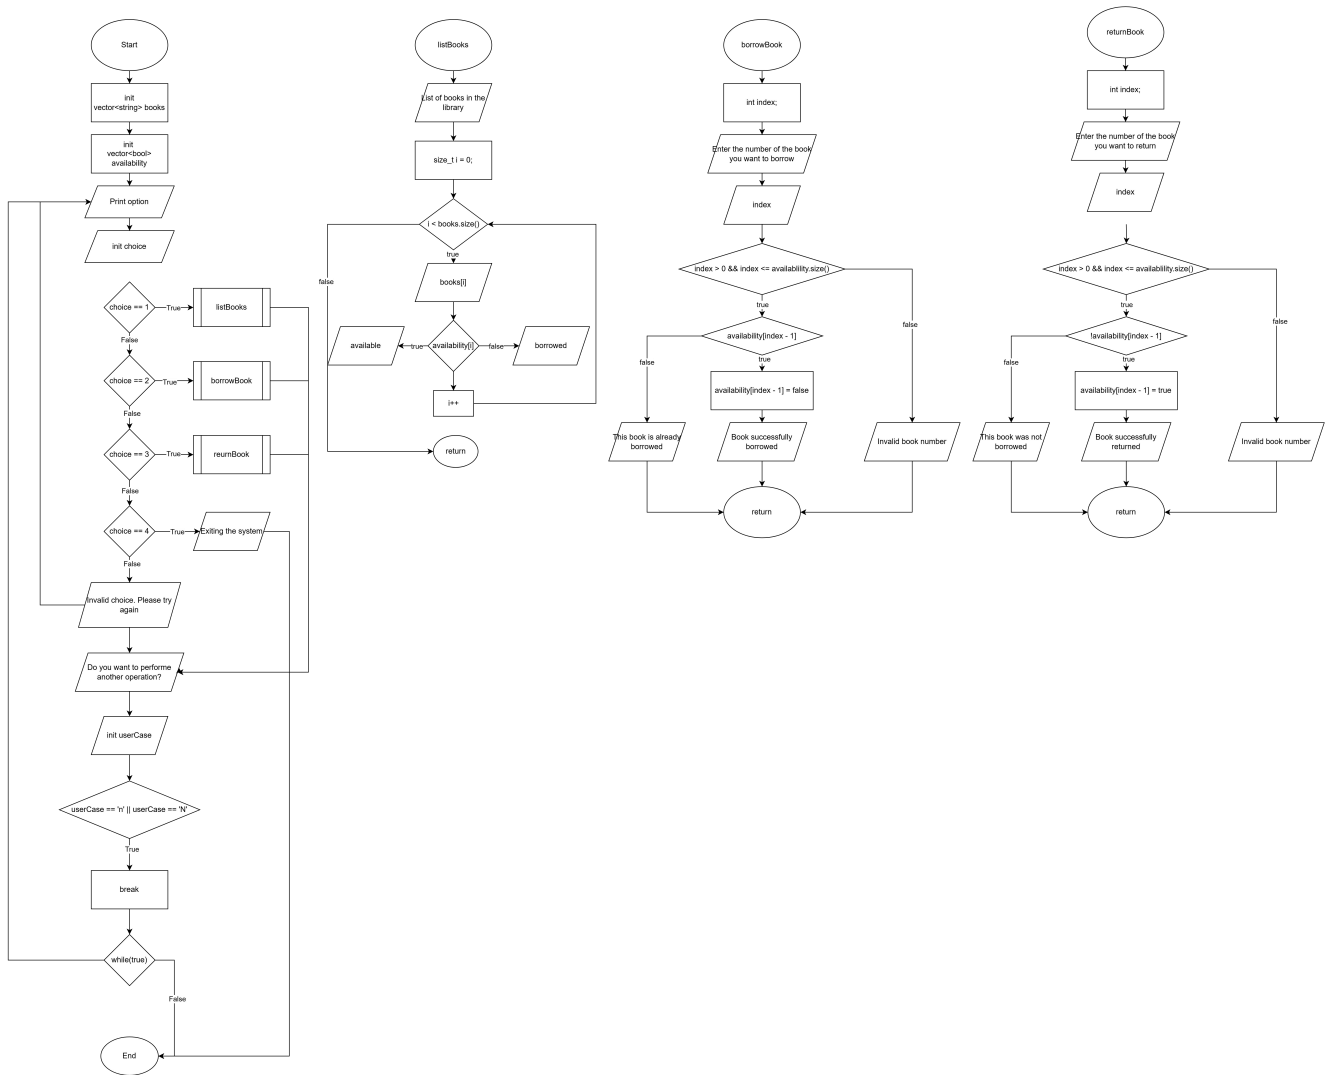 Start
init
vector<string> books
init
vector<bool>
availability
Print option
init choice
choice == 1
True
listBooks
False
choice == 2
True
borrowBook
False
choice == 3
True
reurnBook
False
choice == 4
True
Exiting the system
False
Invalid choice. Please try
again
Do you want to performe
another operation?
init userCase
userCase == 'n' || userCase == 'N'
True
break
while(true)
False
End
listBooks
List of books in the
library
size_t i = 0;
i < books.size()
true
false
books[i]
availability[i]
true
available
false
borrowed
i++
return
borrowBook
int index;
Enter the number of the book
you want to borrow
index
index > 0 && index <= availablility.size()
true
false
availability[index - 1]
false
true
availability[index - 1] = false
This book is already
borrowed
Book successfully
borrowed
Invalid book number
return
returnBook
int index;
Enter the number of the book
you want to return
index
index > 0 && index <= availablility.size()
true
false
!availability[index - 1]
false
true
availability[index - 1] = true
This book was not
borrowed
Book successfully
returned
Invalid book number
return